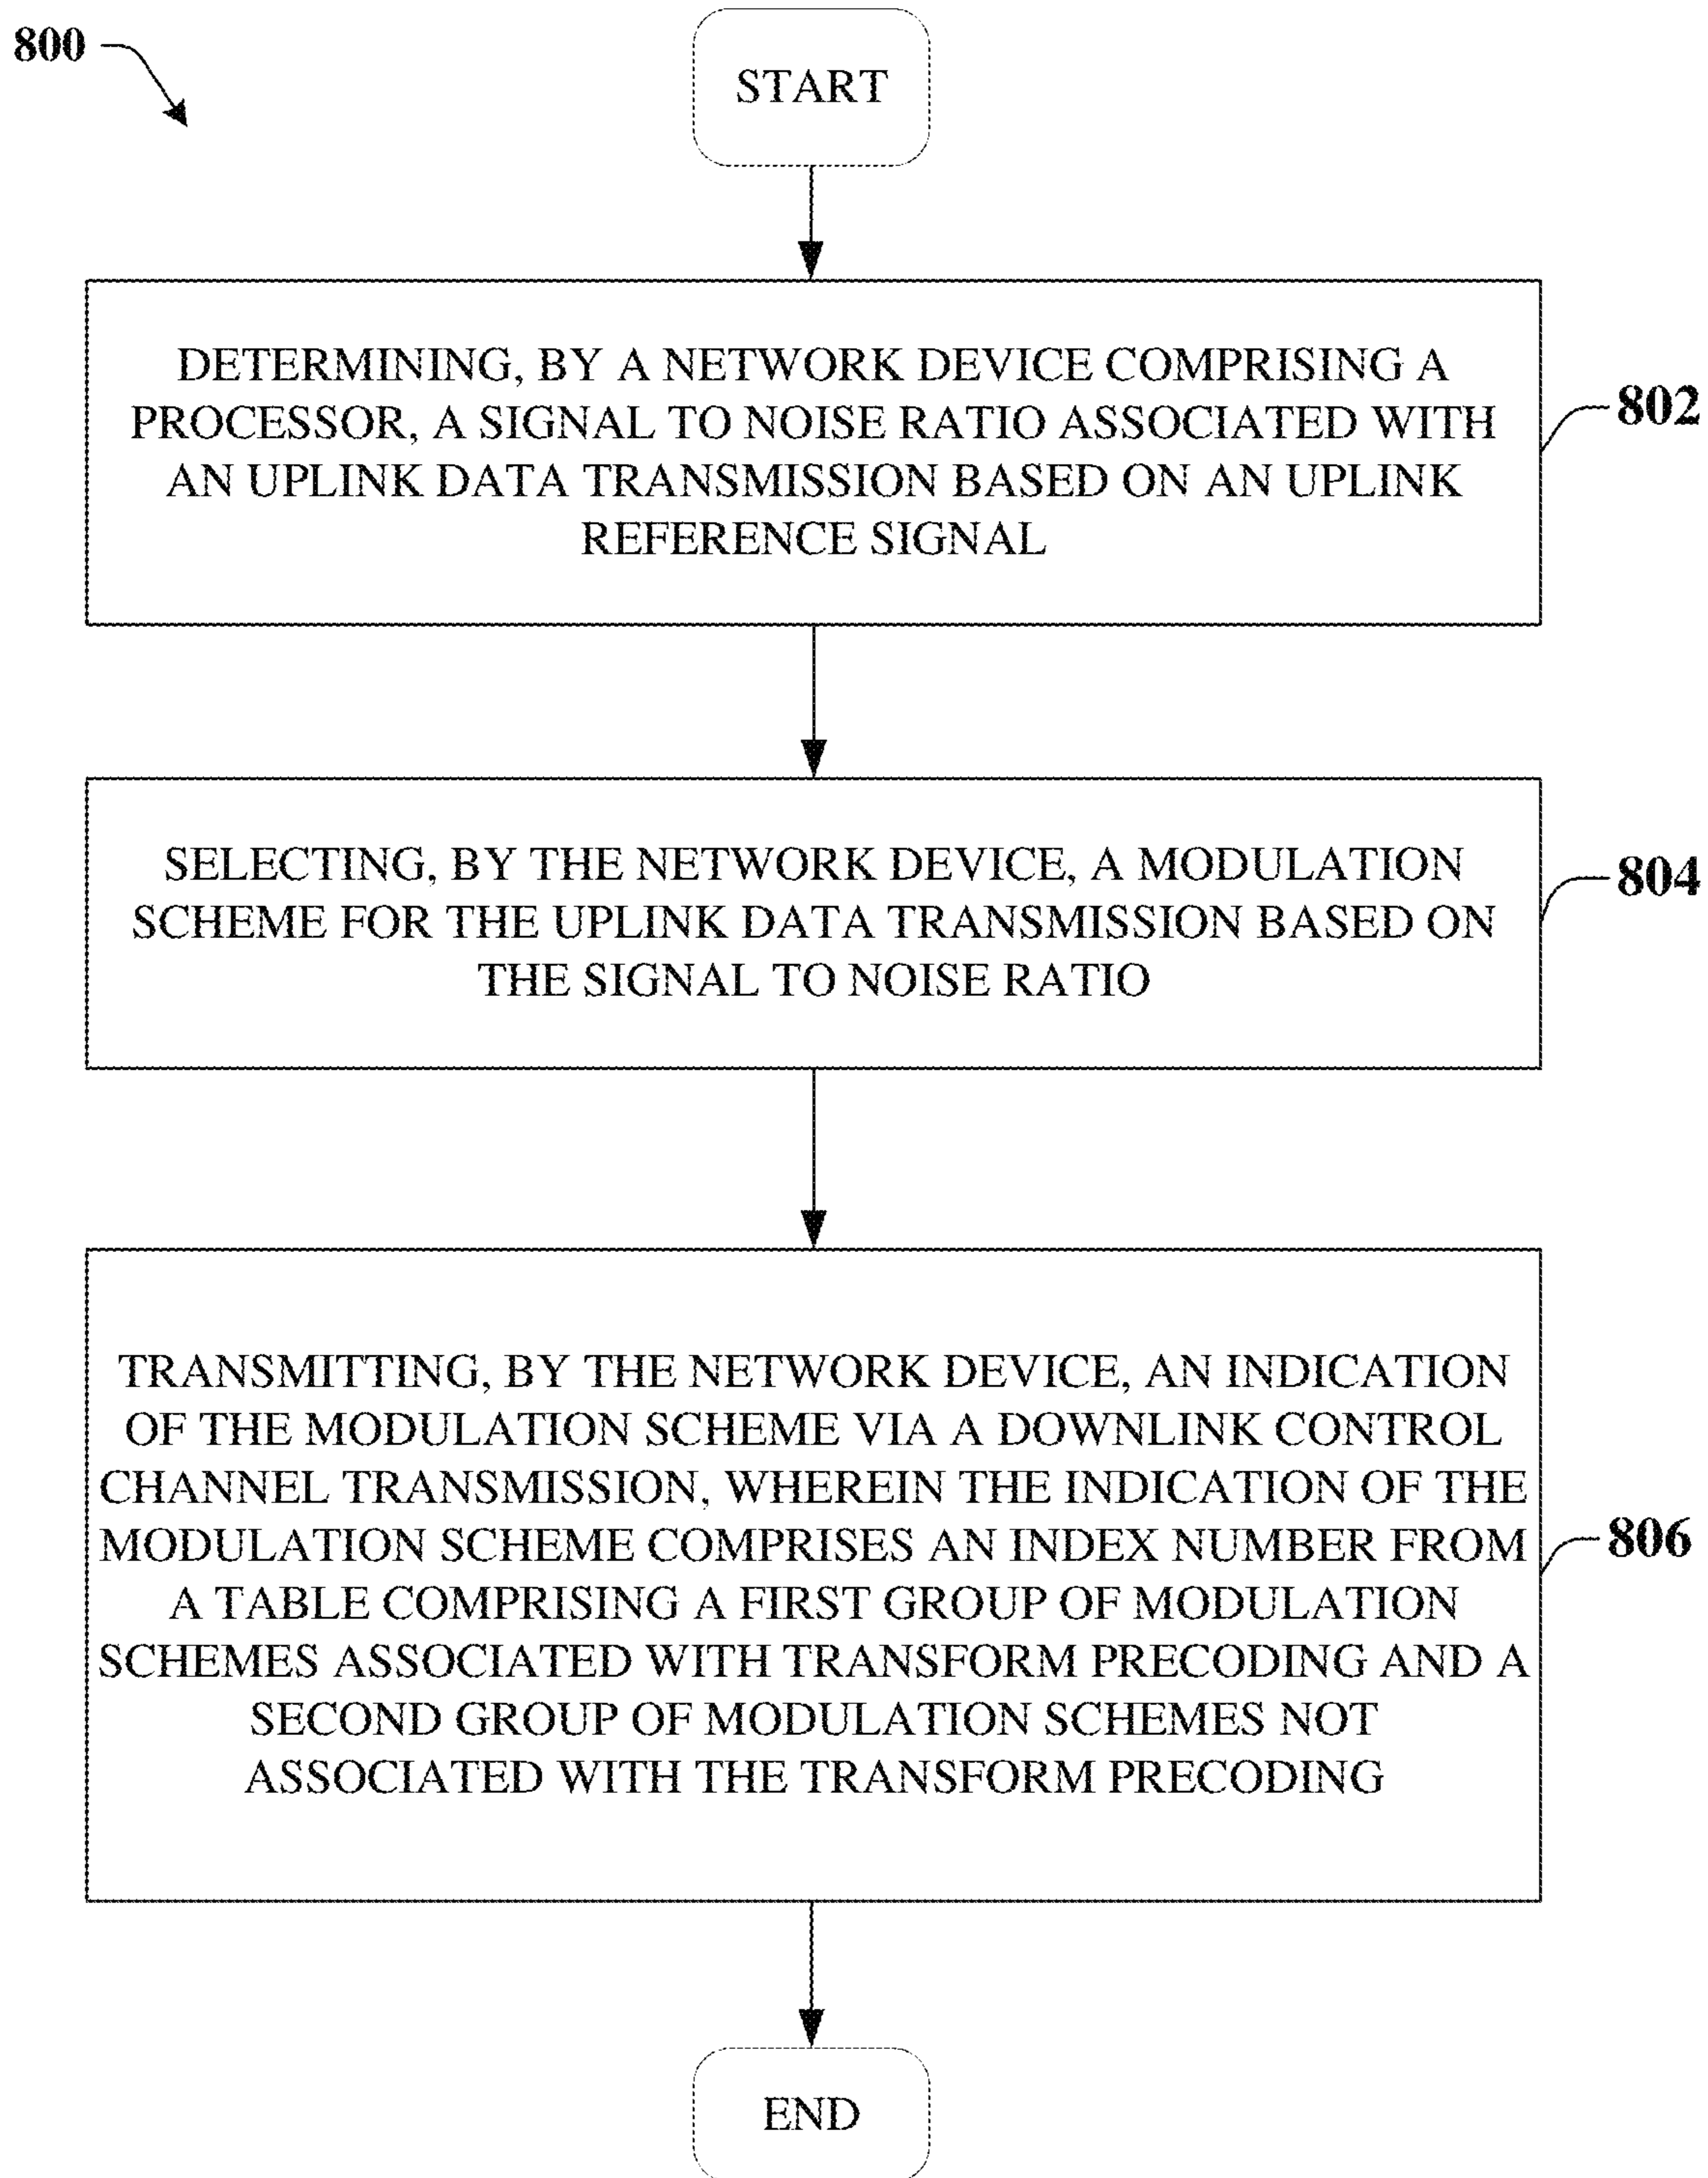 800
START
DETERMINING, BY A NETWORK DEVICE COMPRISING A
PROCESSOR, A SIGNAL TO NOISE RATIO ASSOCIATED WITH
AN UPLINK DATA TRANSMISSION BASED ON AN UPLINK
REFERENCE SIGNAL
802
SELECTING, BY THE NETWORK DEVICE, A MODULATION
SCHEME FOR THE UPLINK DATA TRANSMISSION BASED ON
THE SIGNAL TO NOISE RATIO
804
TRANSMITTING, BY THE NETWORK DEVICE, AN INDICATION
OF THE MODULATION SCHEME VIA A DOWNLINK CONTROL
CHANNEL TRANSMISSION, WHEREIN THE INDICATION OF THE
MODULATION SCHEME COMPRISES AN INDEX NUMBER FROM
A TABLE COMPRISING A FIRST GROUP OF MODULATION
SCHEMES ASSOCIATED WITH TRANSFORM PRECODING AND A
SECOND GROUP OF MODULATION SCHEMES NOT
ASSOCIATED WITH THE TRANSFORM PRECODING
806
END